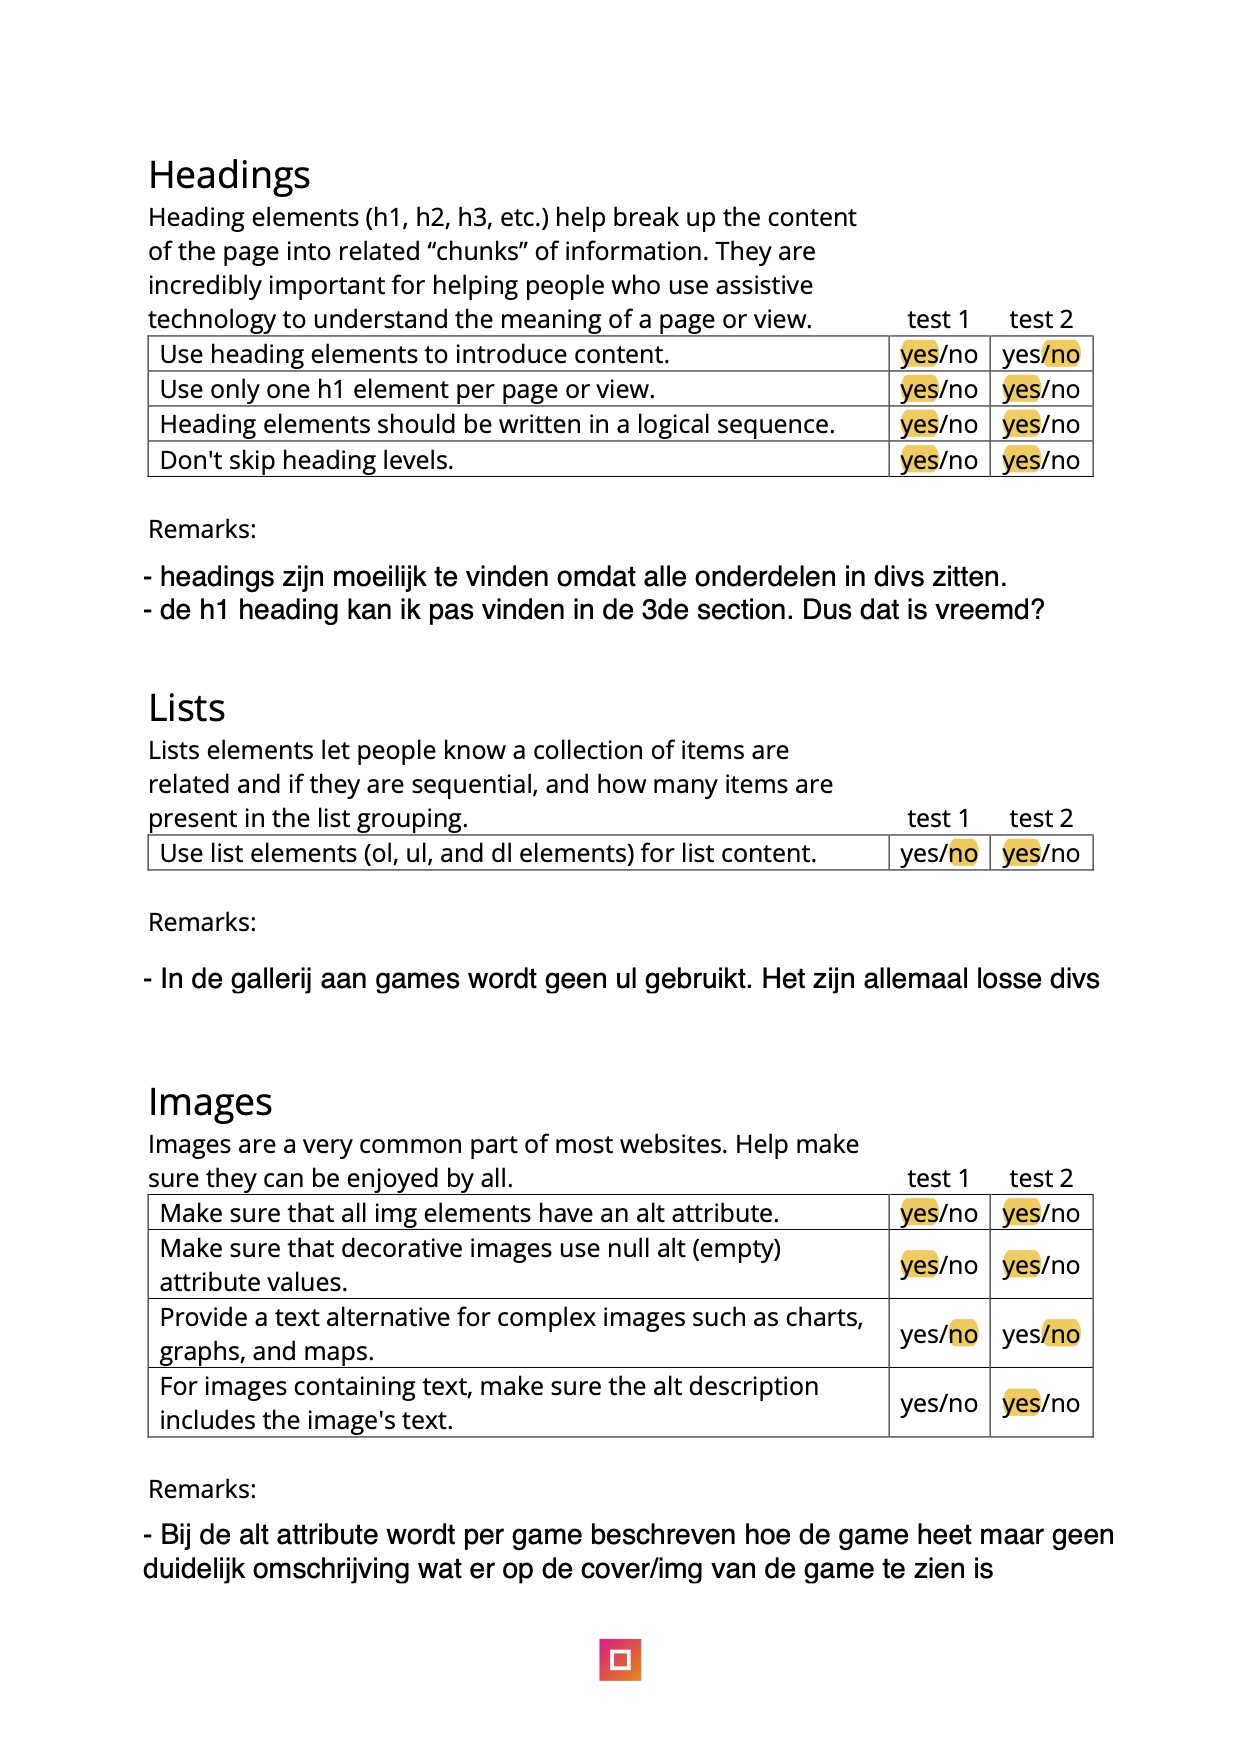 Headings
Heading elements (h1, h2, h3, etc.) help break up the content
of the page into related “chunks” of information. They are
incredibly important for helping people who use assistive
technology to understand the meaning of a page or view. test 1 test 2
Use heading elements to introduce content. yes/no yes/no
Use only one h1 element per page or view. yes/no yes/no
Heading elements should be written in a logical sequence. yes/no yes/no
Don't skip heading levels. yes/no yes/no
Remarks:
- headings zijn moeilijk te vinden omdat alle onderdelen in divs zitten.
- de h1 heading kan ik pas vinden in de 3de section. Dus dat is vreemd?
Lists
Lists elements let people know a collection of items are
related and if they are sequential, and how many items are
present in the list grouping. test 1 test 2
Use list elements (ol, ul, and dl elements) for list content. yes/no yes/no
Remarks:
- In de gallerij aan games wordt geen ul gebruikt. Het zijn allemaal losse divs
Images
Images are a very common part of most websites. Help make
sure they can be enjoyed by all. test 1 test 2
Make sure that all img elements have an alt attribute. yes/no yes/no
Make sure that decorative images use null alt (empty)
attribute values. yes/no yes/no
Provide a text alternative for complex images such as charts,
graphs, and maps. yes/no yes/no
For images containing text, make sure the alt description
includes the image's text. yes/no yes/no
Remarks:
- Bij de alt attribute wordt per game beschreven hoe de game heet maar geen
duidelijk omschrijving wat er op de cover/img van de game te zien is